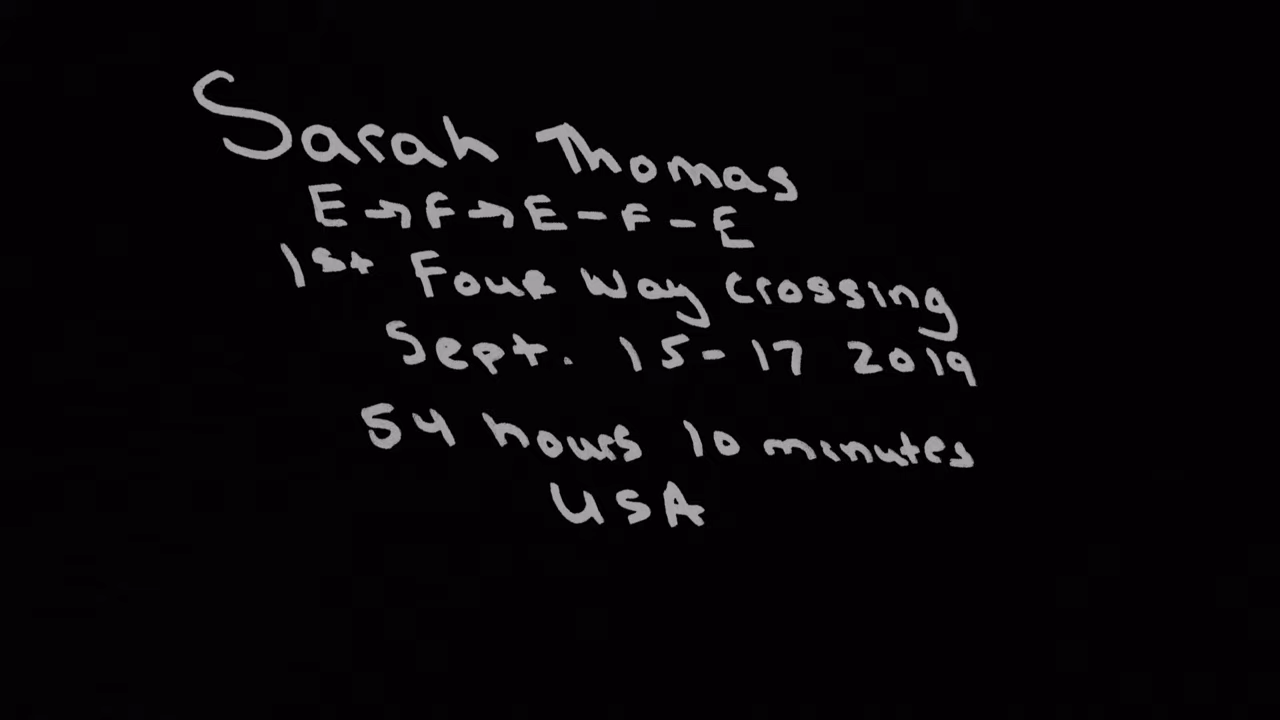 Sarah Thomas
E→F→E-F-E
1st Four Way Crossing
Sept. 15-17 2019
54 hours 10 minutes
USA